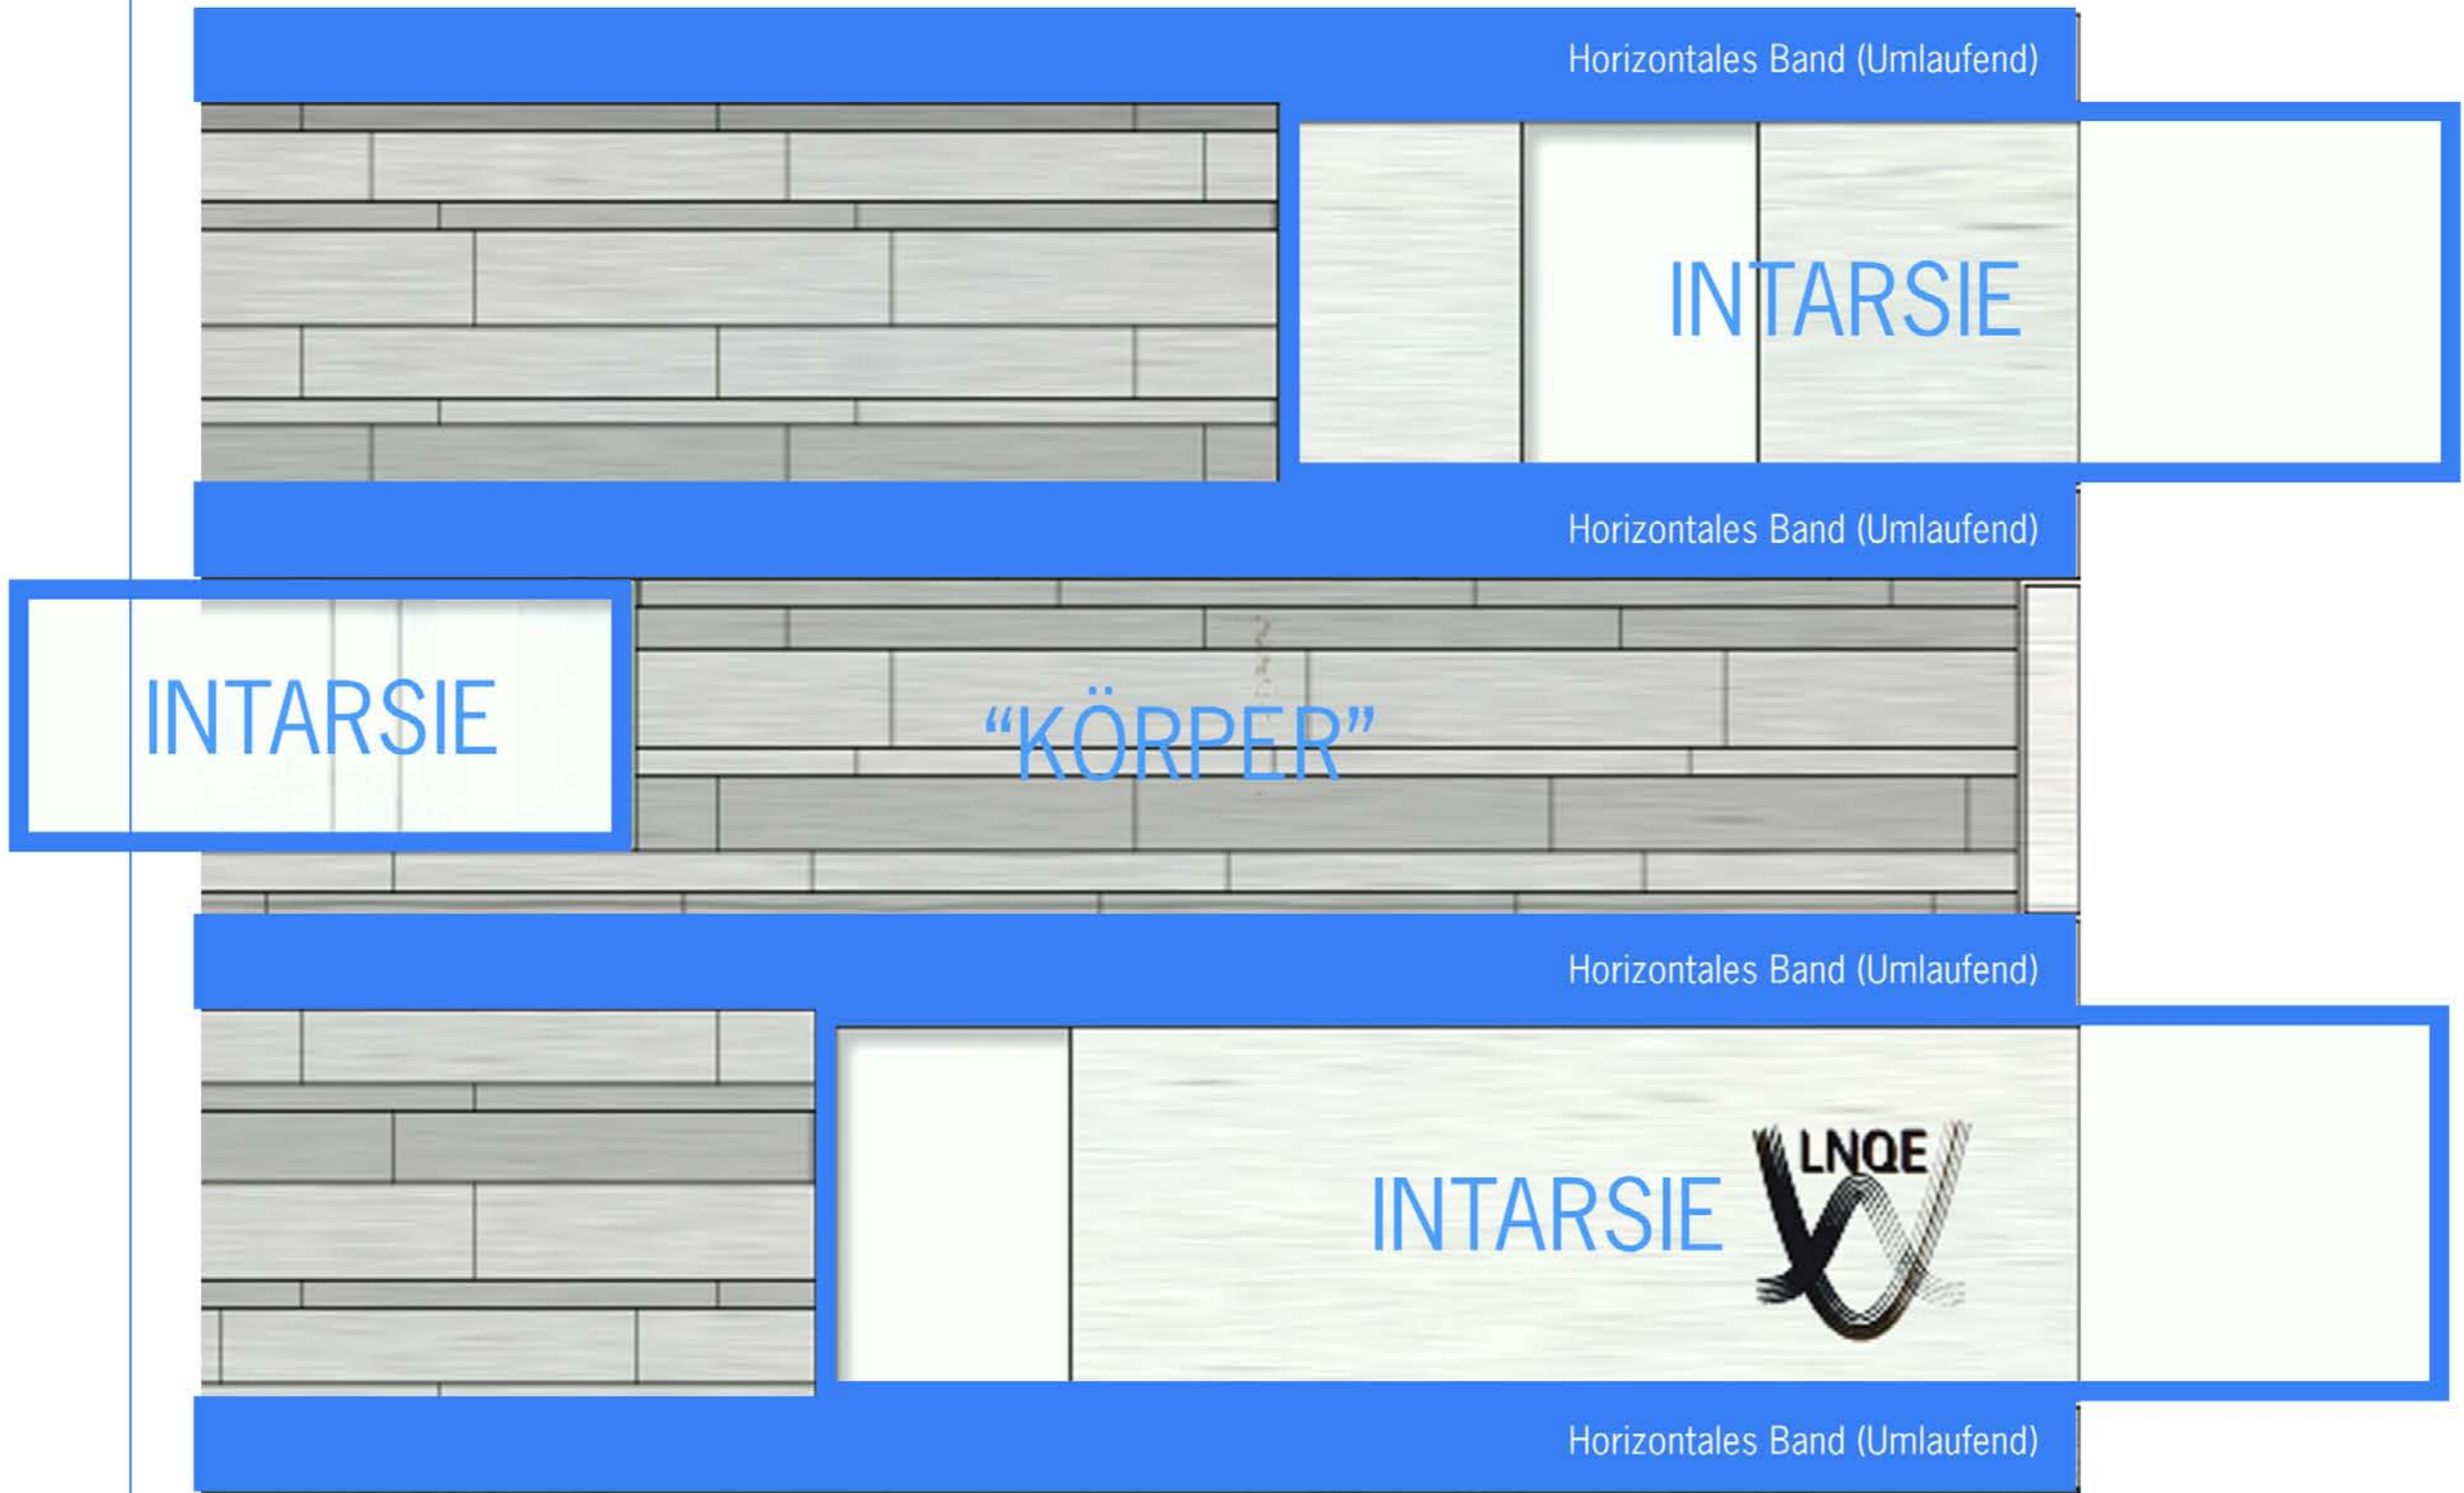 Horizontales Band (Umlaufend)
INTARSIE
Horizontales Band (Umlaufend)
INTARSIE
“KÖRPER”
Horizontales Band (Umlaufend)
LNQE
INTARSIE
Horizontales Band (Umlaufend)